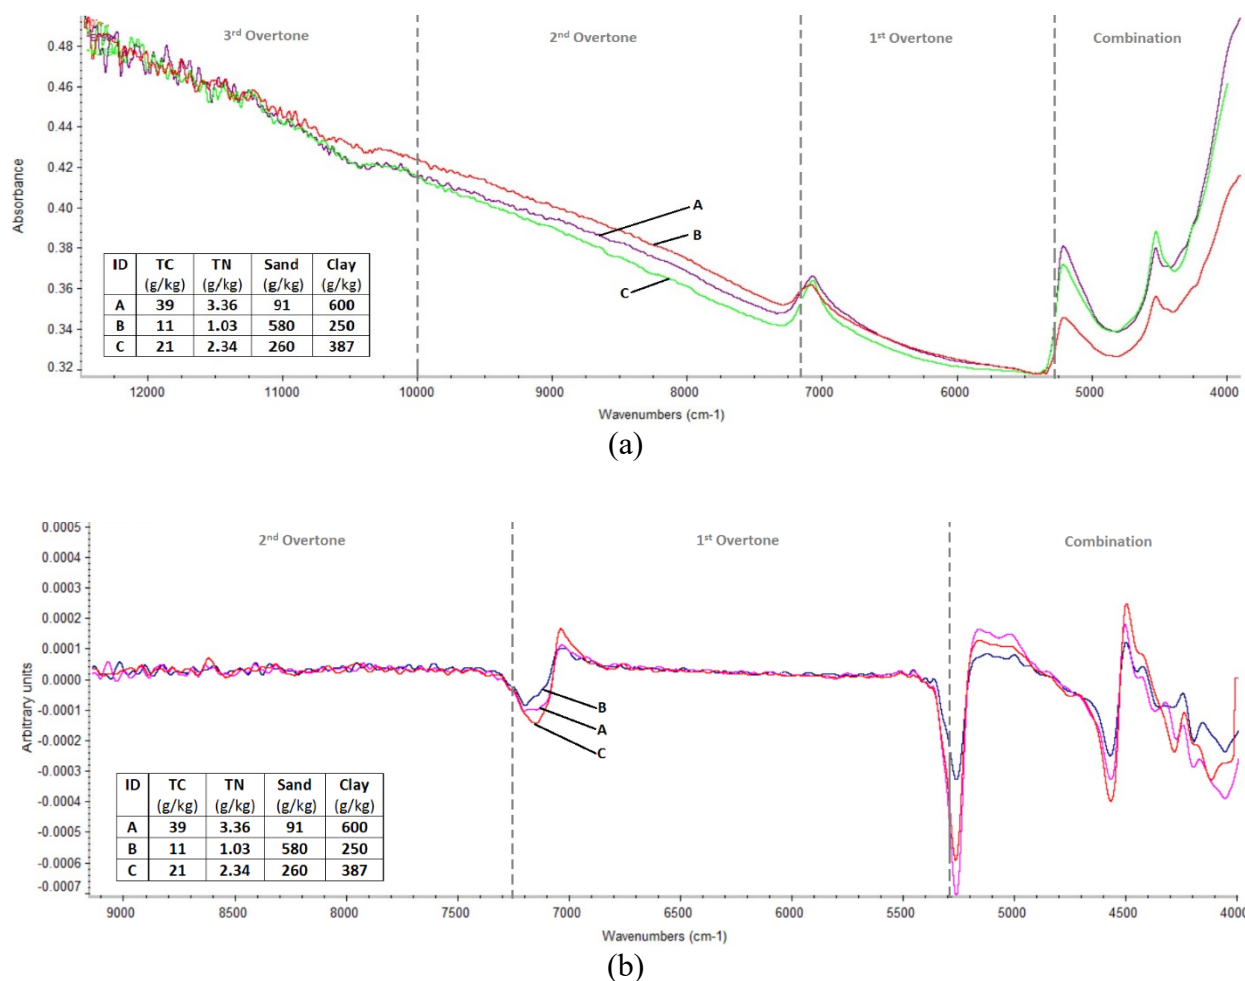 3rd Overtone 2nd Overtone 1st Overtone Combination
0.48
0.46
0.44
0.42
0.40
0.38
0.36
0.34
0.32
Absorbance
A
B
C
ID TC (g/kg) TN (g/kg) Sand (g/kg) Clay (g/kg)
A 39 3.36 91 600
B 11 1.03 580 250
C 21 2.34 260 387
12000 11000 10000 9000 8000 7000 6000 5000 4000
Wavenumbers (cm-1)
(a)
2nd Overtone 1st Overtone Combination
0.0005
0.0004
0.0003
0.0002
0.0001
0.0000
-0.0001
-0.0002
-0.0003
-0.0004
-0.0005
-0.0006
-0.0007
Arbitrary units
B
A
C
ID TC (g/kg) TN (g/kg) Sand (g/kg) Clay (g/kg)
A 39 3.36 91 600
B 11 1.03 580 250
C 21 2.34 260 387
9000 8500 8000 7500 7000 6500 6000 5500 5000 4500 4000
Wavenumbers (cm-1)
(b)